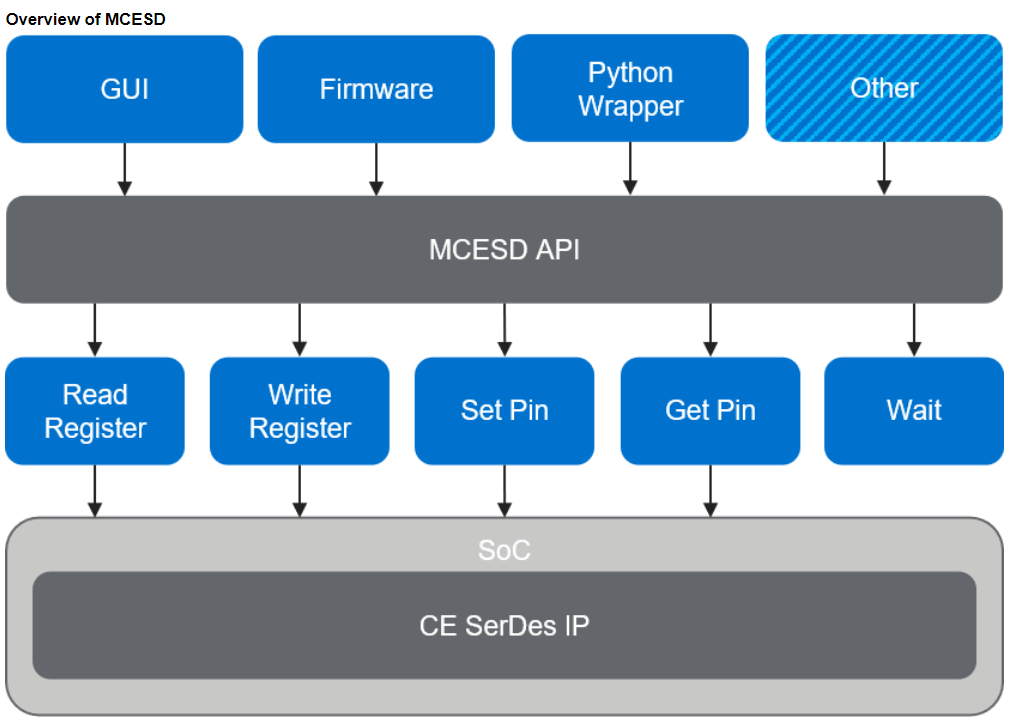 Overview of MCESD
GUI
Firmware
Python
Wrapper
Other
MCESD API
Read
Register
Write
Register
Set Pin
Get Pin
Wait
SoC
CE SerDes IP